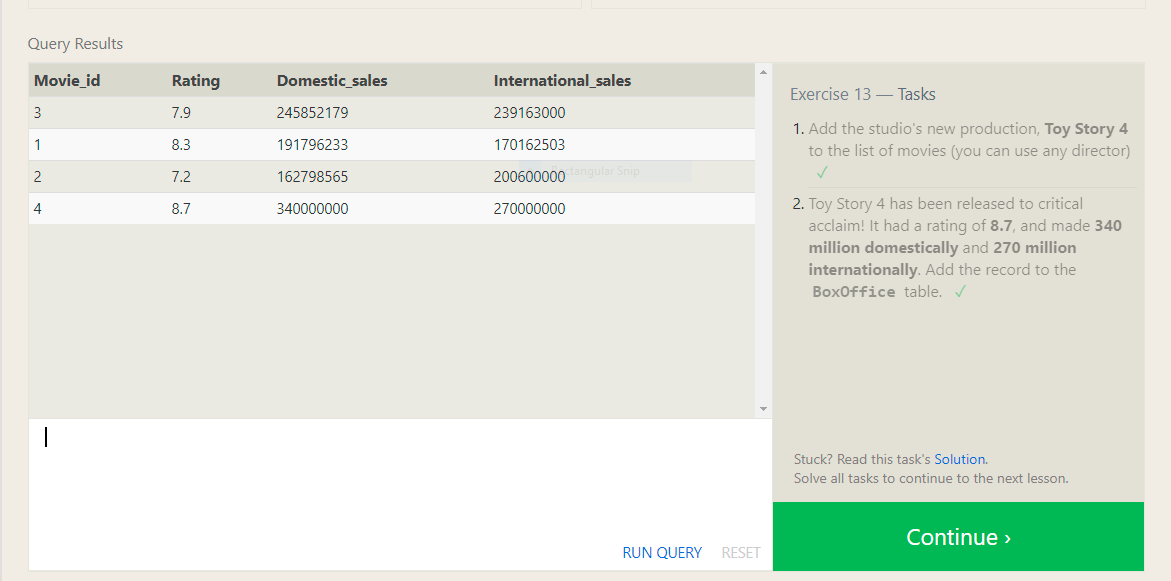 Query Results
Movie_id Rating Domestic_sales International_sales
3 7.9 245852179 239163000
1 8.3 191796233 170162503
2 7.2 162798565 200600000
Rectangular Snip
4 8.7 340000000 270000000
Exercise 13 — Tasks
1. Add the studio's new production, Toy Story 4
to the list of movies (you can use any director)
✓
2. Toy Story 4 has been released to critical
acclaim! It had a rating of 8.7, and made 340
million domestically and 270 million
internationally. Add the record to the
BoxOffice table. ✓
Stuck? Read this task's Solution.
Solve all tasks to continue to the next lesson.
RUN QUERY RESET
Continue ›